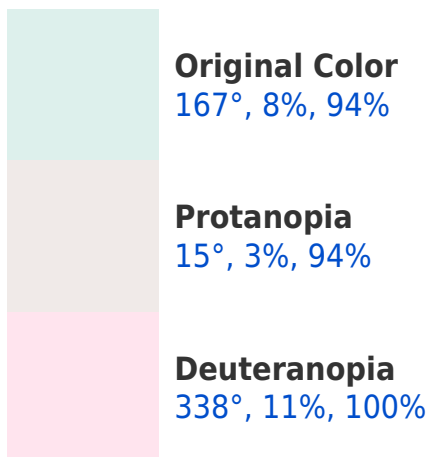 Original Color
167°, 8%, 94%
Protanopia
15°, 3%, 94%
Deuteranopia
338°, 11%, 100%